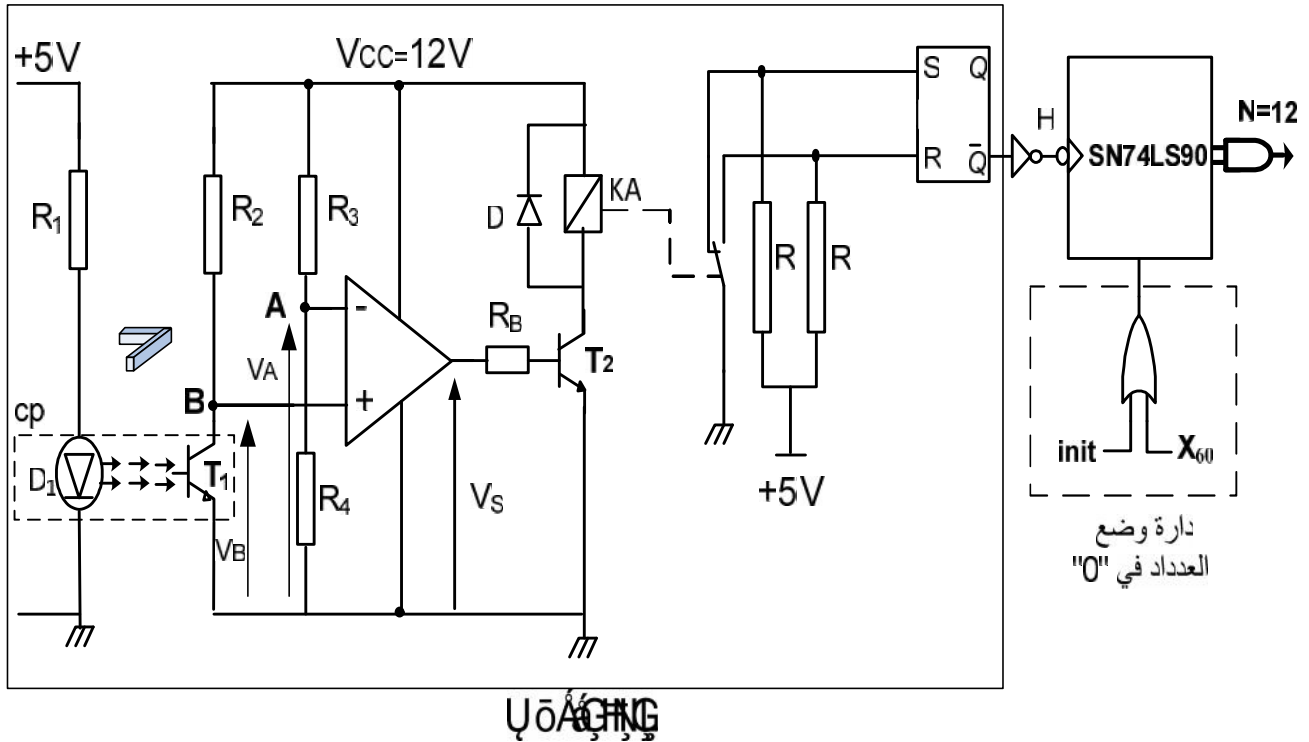 +5V
VCC=12V
S Q
R Q̅
H
SN74LS90
N=12
R1
R2
R3
D
KA
R R
A
B
VA
RB
T2
cp
D1
T1
R4
VB
VS
- +
+5V
init X60
دارة وضع
العدداد في "0"